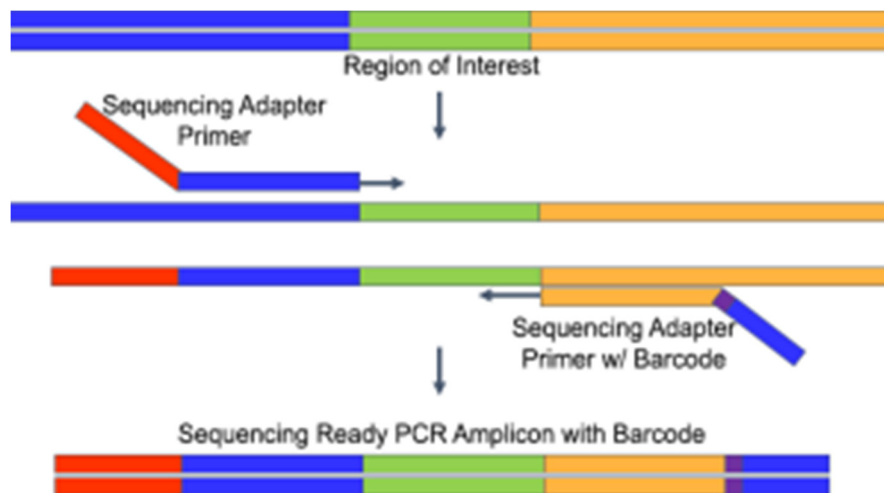 Region of Interest
Sequencing Adapter
Primer
Sequencing Adapter
Primer w/ Barcode
Sequencing Ready PCR Amplicon with Barcode